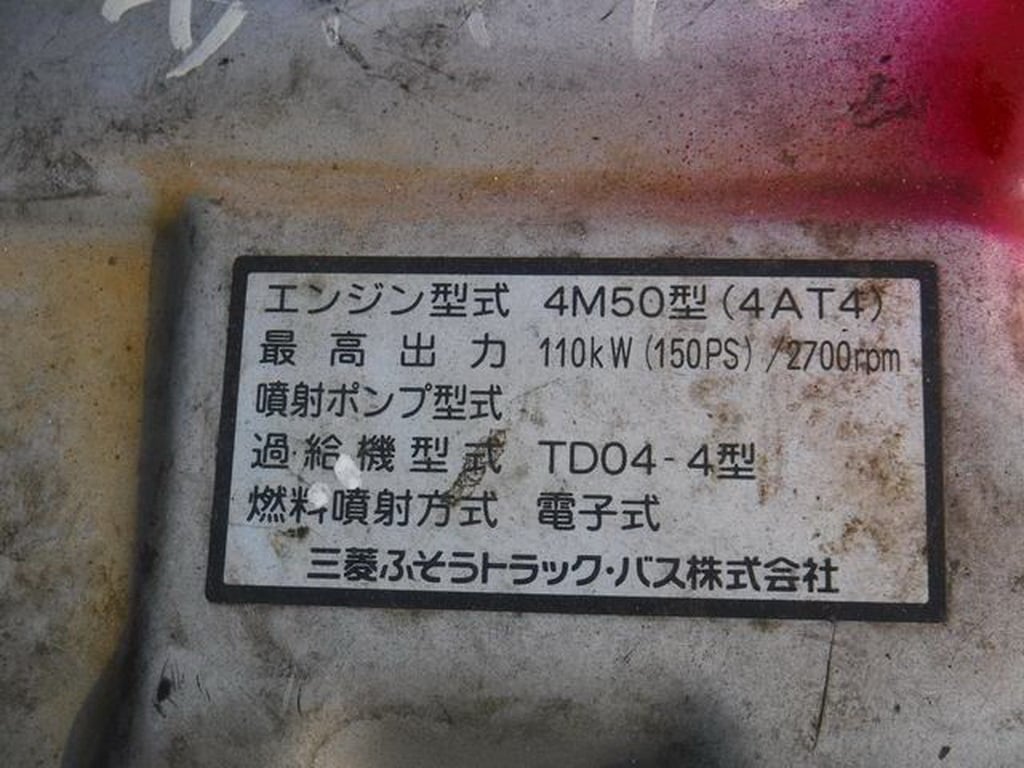 エンジン型式 4M50型(4AT4)
最高出力 110kW(150PS)/2700rpm
噴射ポンプ型式
過給機型式 TD04-4型
燃料噴射方式 電子式
三菱ふそうトラック・バス株式会社